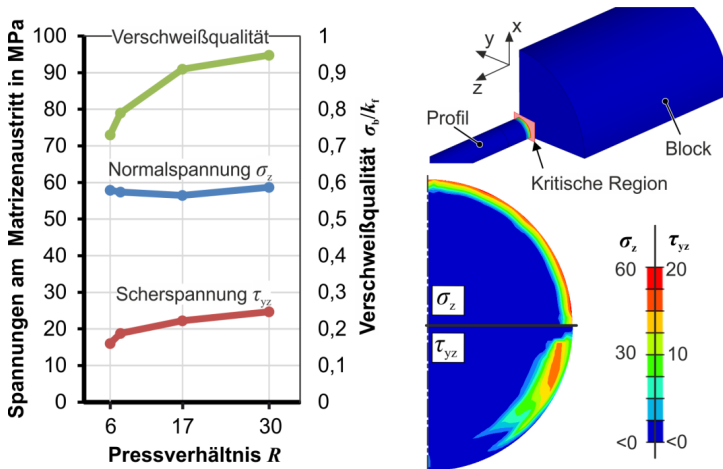 Spannungen am Matrizenaustritt in MPa
100
90
80
70
60
50
40
30
20
10
0
Verschweißqualität
Normalspannung σz
Scherspannung τyz
6
17
30
Pressverhältnis R
1
0,9
0,8
0,7
0,6
0,5
0,4
0,3
0,2
0,1
0
Verschweißqualität σb/kf
x
y
z
Profil
Block
Kritische Region
σz
τyz
σz τyz
60 20
30 10
<0 <0